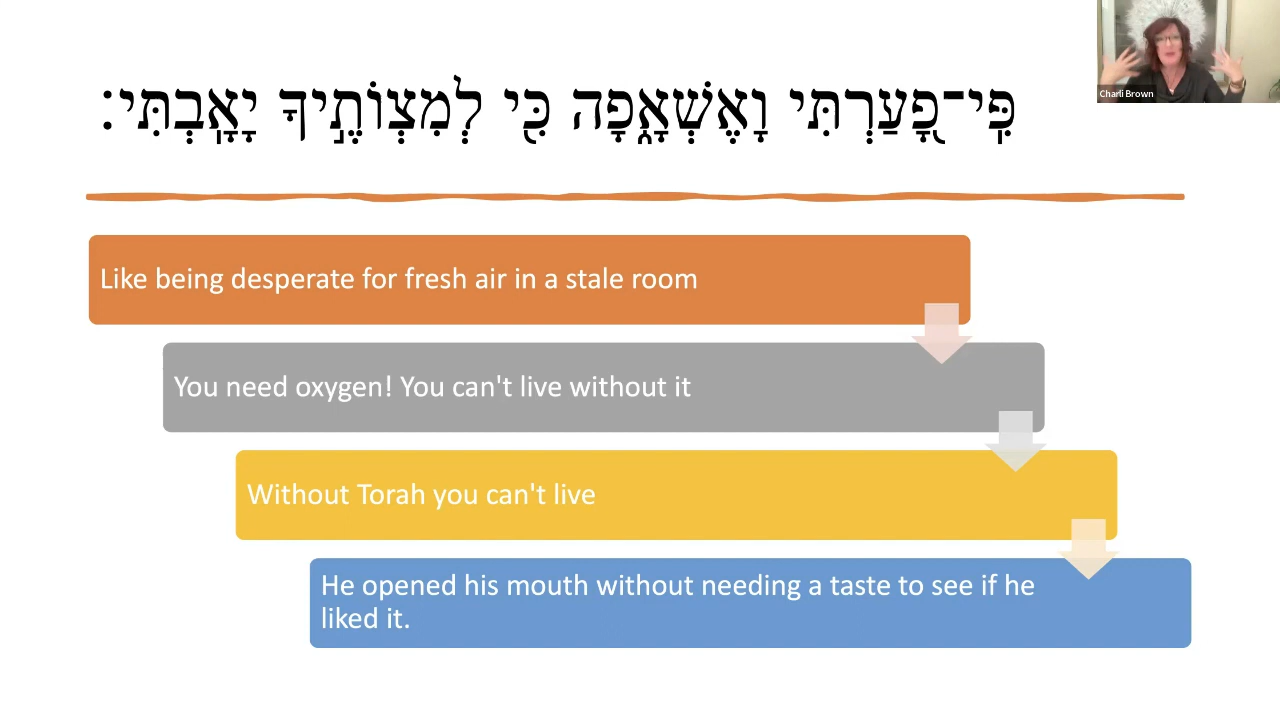 פִּֽי־פָ֭עַרְתִּי וָאֶשְׁאָ֑פָה כִּ֖י לְמִצְוֺתֶ֣יךָ יָאָֽבְתִּי׃
Charli Brown
Like being desperate for fresh air in a stale room
You need oxygen! You can't live without it
Without Torah you can't live
He opened his mouth without needing a taste to see if he
liked it.